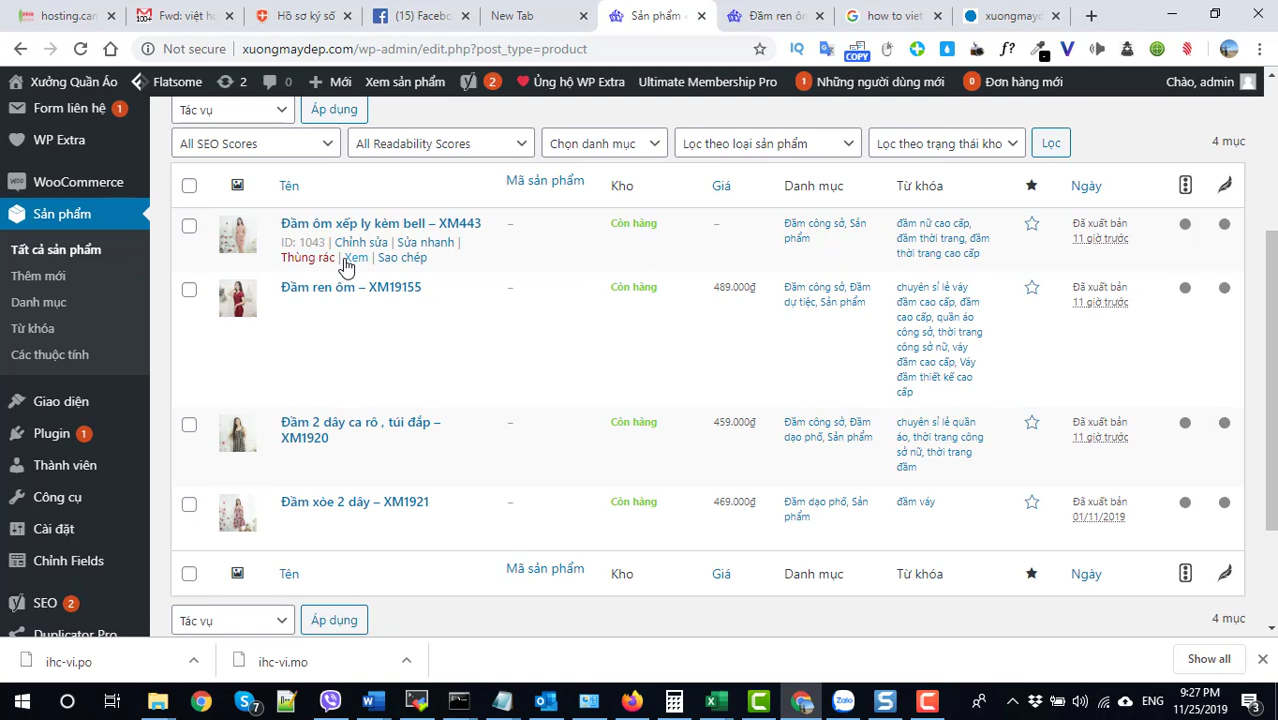 hosting.can
Fwd: việt h
Hồ sơ ký số
(15) Facebo
New Tab
Sản phẩm ‹
Đầm ren ôm
how to viet
xuongmayd
Not secure
xuongmaydep.com/wp-admin/edit.php?post_type=product
COPY
Xưởng Quần Áo
Flatsome
2
Mới
Xem sản phẩm
2
Ủng hộ WP Extra
Ultimate Membership Pro
1 Những người dùng mới
0 Đơn hàng mới
Chào, admin
Form liên hệ 1
WP Extra
WooCommerce
Sản phẩm
Tất cả sản phẩm
Thêm mới
Danh mục
Từ khóa
Các thuộc tính
Giao diện
Plugin 1
Thành viên
Công cụ
Cài đặt
Chỉnh Fields
SEO 2
Duplicator Pro
Tác vụ
Áp dụng
All SEO Scores
All Readability Scores
Chọn danh mục
Lọc theo loại sản phẩm
Lọc theo trạng thái kho
Lọc
4 mục
Tên
Mã sản phẩm
Kho
Giá
Danh mục
Từ khóa
Ngày
Đầm ôm xếp ly kèm bell – XM443
ID: 1043 | Chỉnh sửa | Sửa nhanh |
Thùng rác | Xem | Sao chép
–
Còn hàng
–
Đầm công sở, Sản
phẩm
đầm nữ cao cấp,
đầm thời trang, đầm
thời trang cao cấp
Đã xuất bản
11 giờ trước
Đầm ren ôm – XM19155
–
Còn hàng
489.000₫
Đầm công sở, Đầm
dự tiệc, Sản phẩm
chuyên sỉ lẻ váy
đầm cao cấp, đầm
cao cấp, quần áo
công sở, thời trang
công sở nữ, váy
đầm cao cấp, Váy
đầm thiết kế cao
cấp
Đã xuất bản
11 giờ trước
Đầm 2 dây ca rô , túi đắp –
XM1920
–
Còn hàng
459.000₫
Đầm công sở, Đầm
dạo phố, Sản phẩm
chuyên sỉ lẻ quần
áo, thời trang công
sở nữ, thời trang
đầm
Đã xuất bản
11 giờ trước
Đầm xòe 2 dây – XM1921
–
Còn hàng
469.000₫
Đầm dạo phố, Sản
phẩm
đầm váy
Đã xuất bản
01/11/2019
Tên
Mã sản phẩm
Kho
Giá
Danh mục
Từ khóa
Ngày
Tác vụ
Áp dụng
4 mục
ihc-vi.po
ihc-vi.mo
Show all
7
ENG
9:27 PM
11/25/2019
3